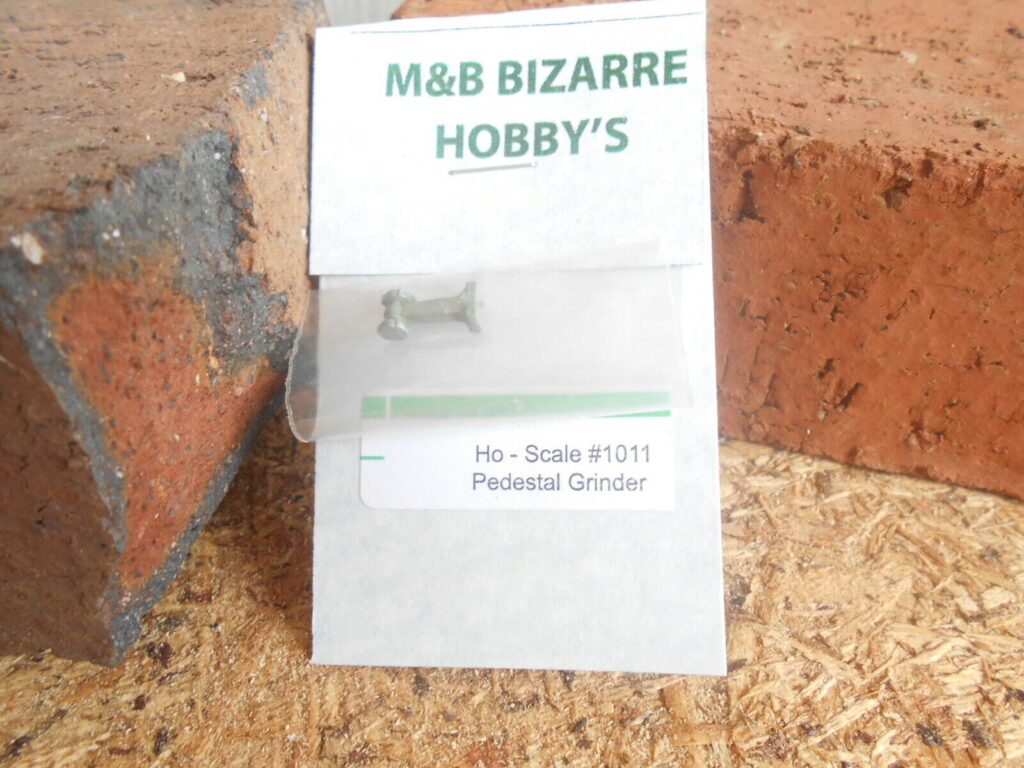 M&B BIZARRE
HOBBY'S
Ho - Scale #1011
Pedestal Grinder